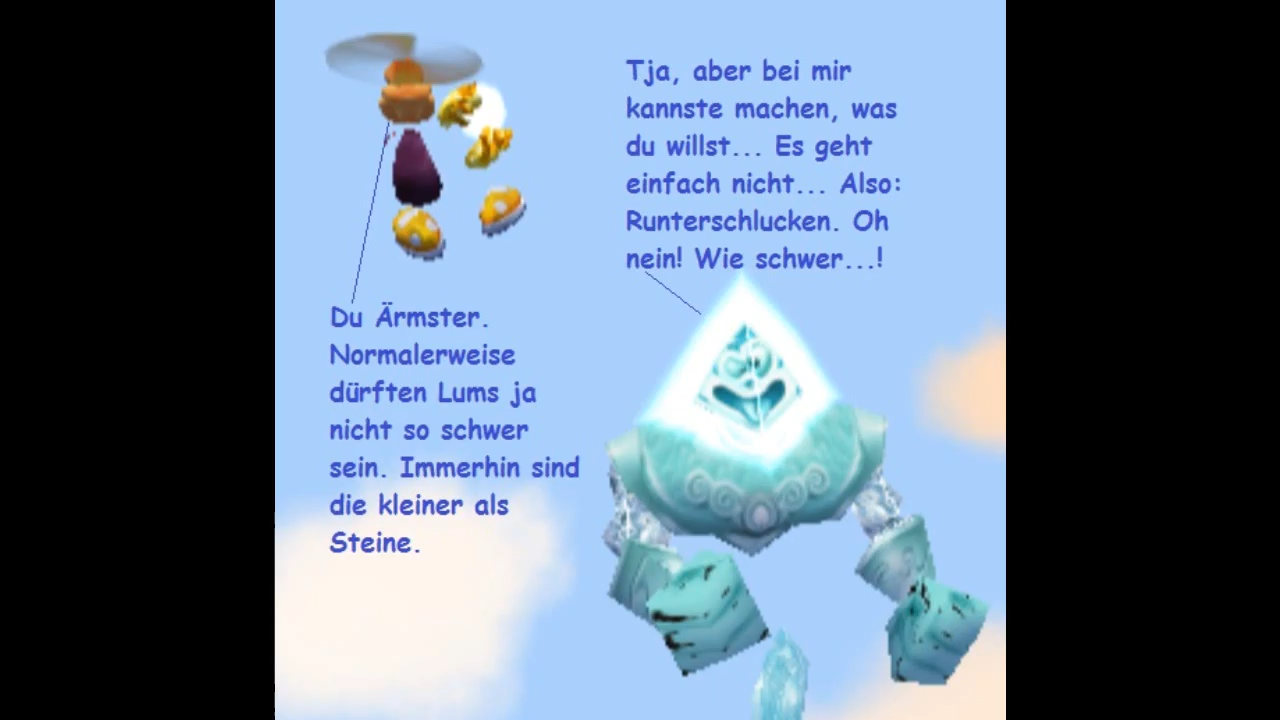 Tja, aber bei mir
kannste machen, was
du willst... Es geht
einfach nicht... Also:
Runterschlucken. Oh
nein! Wie schwer...!
Du Ärmster.
Normalerweise
dürften Lums ja
nicht so schwer
sein. Immerhin sind
die kleiner als
Steine.